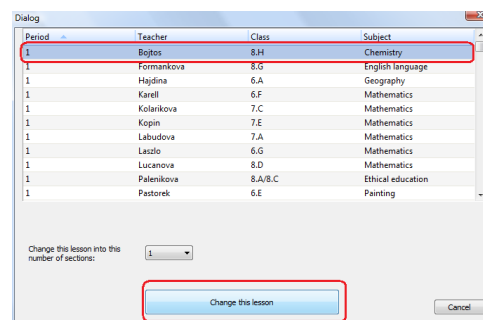 Dialog
Period Teacher Class Subject
1 Bojtos 8.H Chemistry
1 Formankova 8.G English language
1 Hajdina 6.A Geography
1 Karell 6.F Mathematics
1 Kolarikova 7.C Mathematics
1 Kopin 7.E Mathematics
1 Labudova 7.A Mathematics
1 Laszlo 6.G Mathematics
1 Lucanova 8.D Mathematics
1 Palenikova 8.A/8.C Ethical education
1 Pastorek 6.E Painting
Change this lesson into this
number of sections:
1
Change this lesson
Cancel